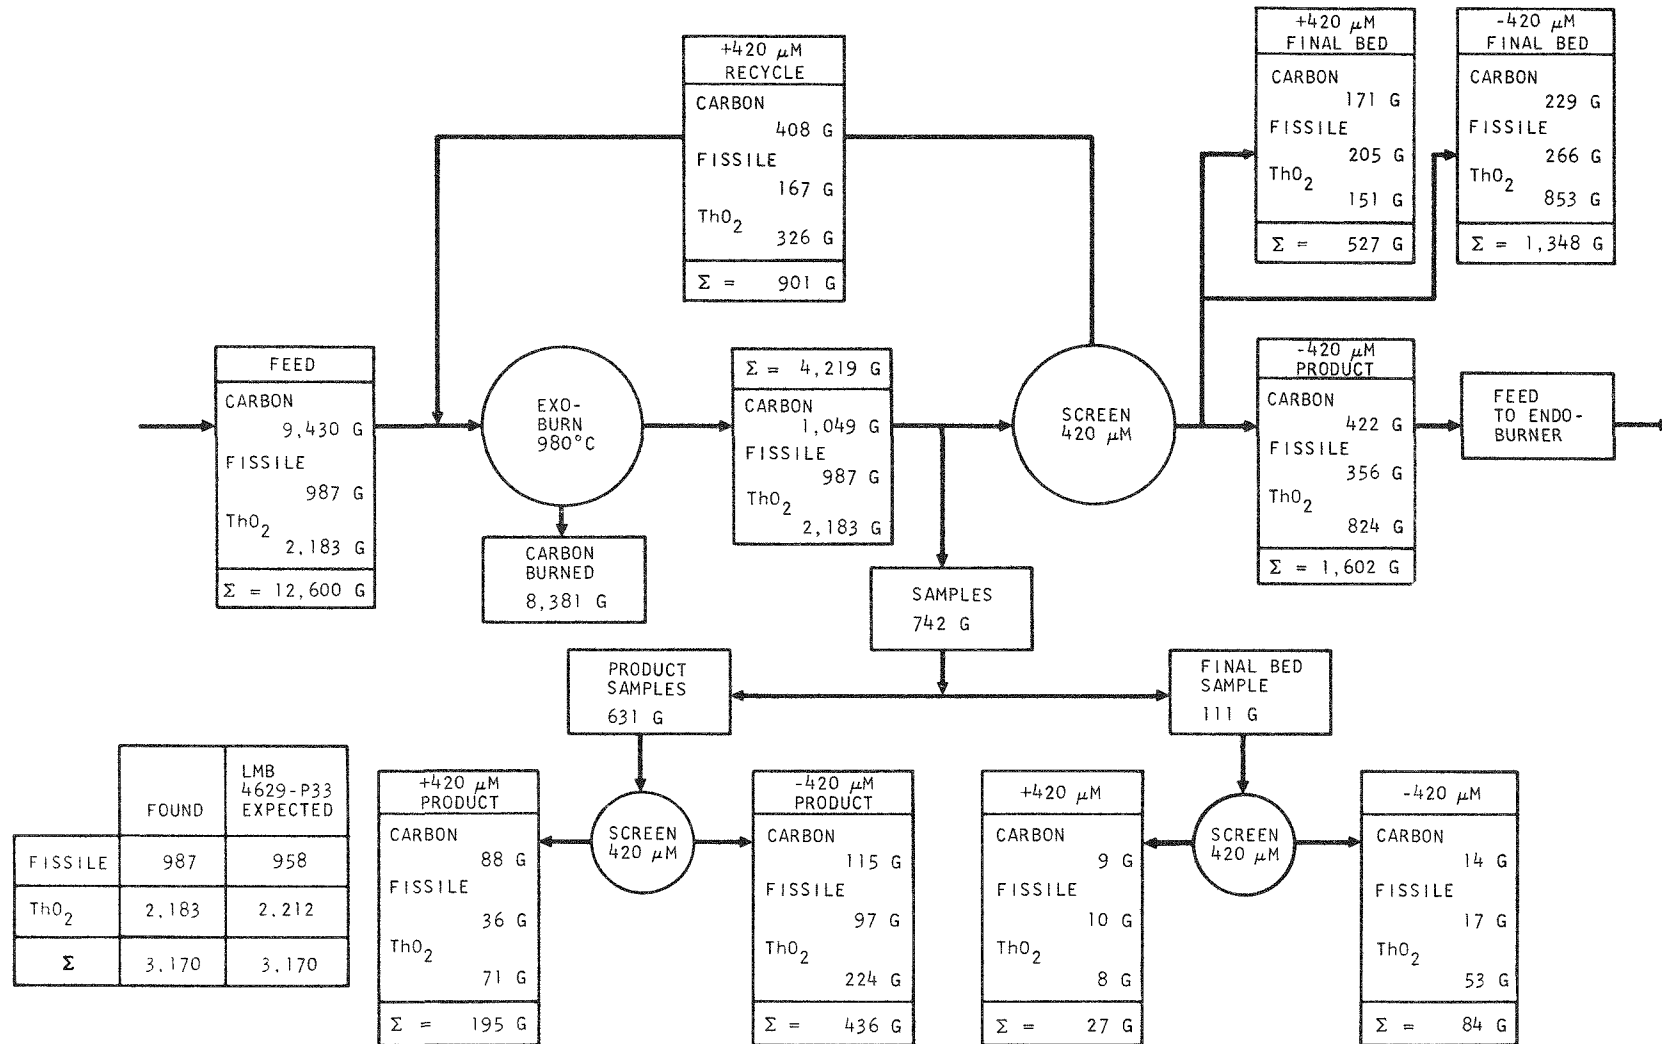 +420 μM
RECYCLE
CARBON
408 G
FISSILE
167 G
ThO2
326 G
Σ = 901 G
+420 μM
FINAL BED
CARBON
171 G
FISSILE
205 G
ThO2
151 G
Σ = 527 G
-420 μM
FINAL BED
CARBON
229 G
FISSILE
266 G
ThO2
853 G
Σ = 1,348 G
FEED
CARBON
9,430 G
FISSILE
987 G
ThO2
2,183 G
Σ = 12,600 G
EXO-
BURN
980°C
CARBON
BURNED
8,381 G
Σ = 4,219 G
CARBON
1,049 G
FISSILE
987 G
ThO2
2,183 G
SCREEN
420 μM
-420 μM
PRODUCT
CARBON
422 G
FISSILE
356 G
ThO2
824 G
Σ = 1,602 G
FEED
TO ENDO-
BURNER
SAMPLES
742 G
PRODUCT
SAMPLES
631 G
FINAL BED
SAMPLE
111 G
FOUND
LMB
4629-P33
EXPECTED
FISSILE 987 958
ThO2 2,183 2,212
Σ 3,170 3,170
+420 μM
PRODUCT
CARBON
88 G
FISSILE
36 G
ThO2
71 G
Σ = 195 G
SCREEN
420 μM
-420 μM
PRODUCT
CARBON
115 G
FISSILE
97 G
ThO2
224 G
Σ = 436 G
+420 μM
CARBON
9 G
FISSILE
10 G
ThO2
8 G
Σ = 27 G
SCREEN
420 μM
-420 μM
CARBON
14 G
FISSILE
17 G
ThO2
53 G
Σ = 84 G